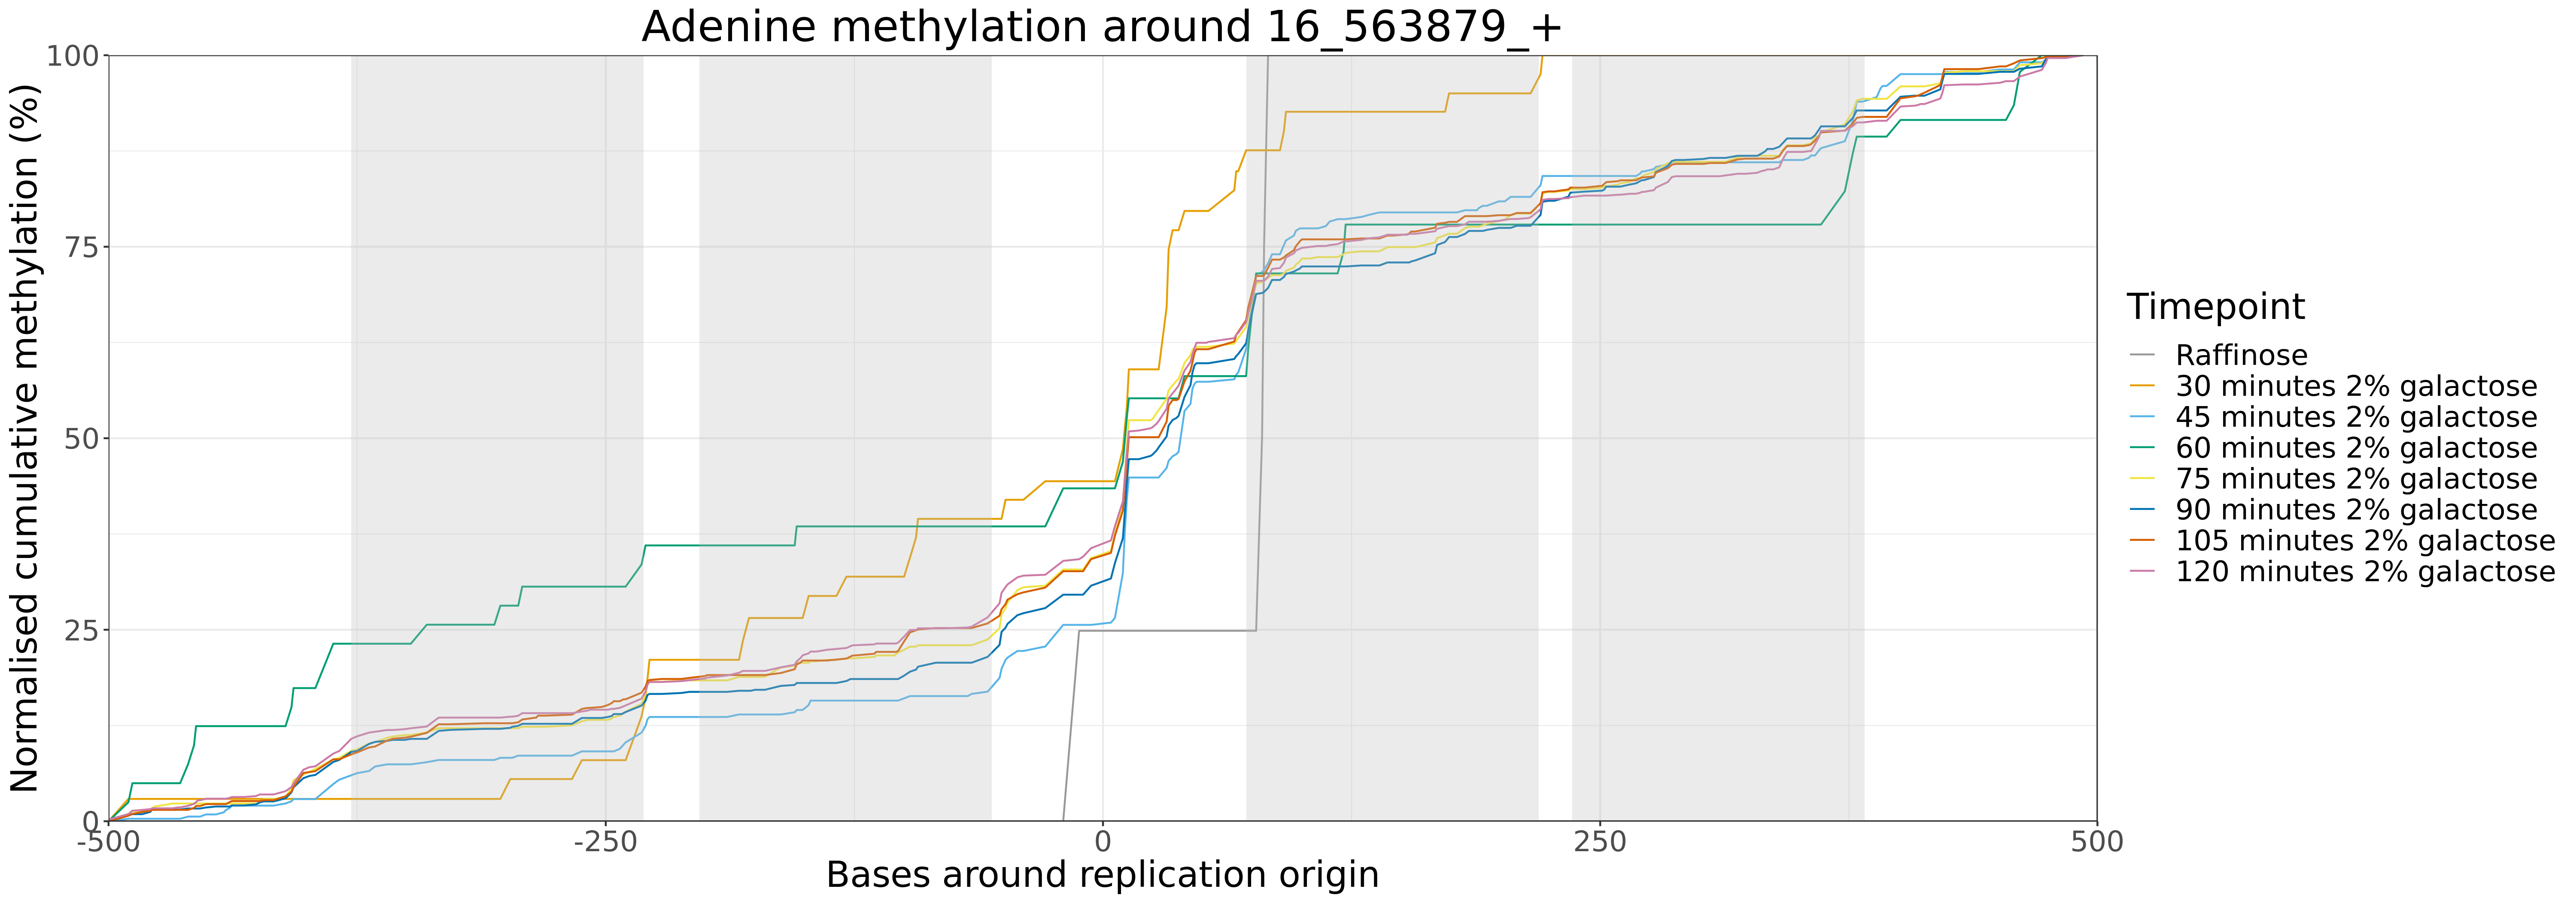 Adenine methylation around 16_563879_+
Normalised cumulative methylation (%)
100
75
50
25
0
-500
-250
0
250
500
Bases around replication origin
Timepoint
Raffinose
30 minutes 2% galactose
45 minutes 2% galactose
60 minutes 2% galactose
75 minutes 2% galactose
90 minutes 2% galactose
105 minutes 2% galactose
120 minutes 2% galactose